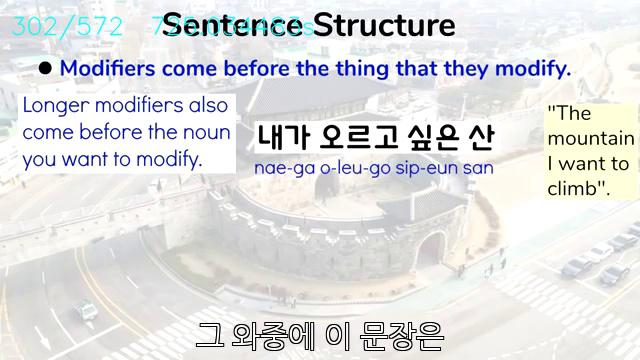 302/572
Sentence Structure
● Modifiers come before the thing that they modify.
Longer modifiers also
come before the noun
you want to modify.
내가 오르고 싶은 산
nae-ga o-leu-go sip-eun san
"The
mountain
I want to
climb".
그 와중에 이 문장은